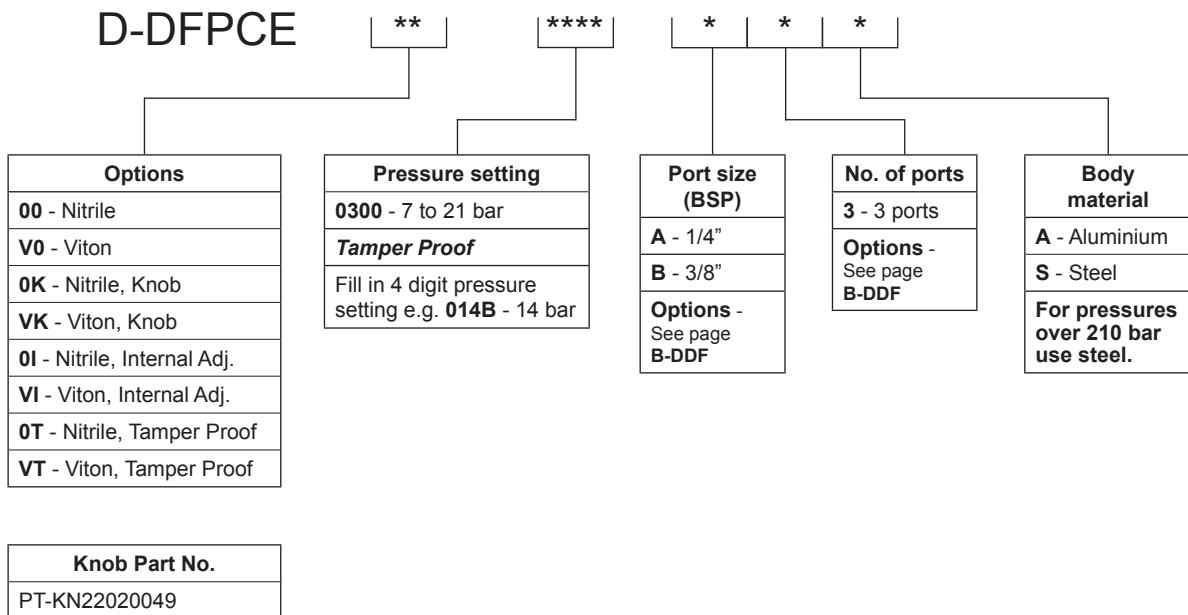 D-DFPCE ** **** * * *
Options
00 - Nitrile
V0 - Viton
0K - Nitrile, Knob
VK - Viton, Knob
0I - Nitrile, Internal Adj.
VI - Viton, Internal Adj.
0T - Nitrile, Tamper Proof
VT - Viton, Tamper Proof
Pressure setting
0300 - 7 to 21 bar
Tamper Proof
Fill in 4 digit pressure
setting e.g. 014B - 14 bar
Port size
(BSP)
A - 1/4”
B - 3/8”
Options -
See page
B-DDF
No. of ports
3 - 3 ports
Options -
See page
B-DDF
Body
material
A - Aluminium
S - Steel
For pressures
over 210 bar
use steel.
Knob Part No.
PT-KN22020049